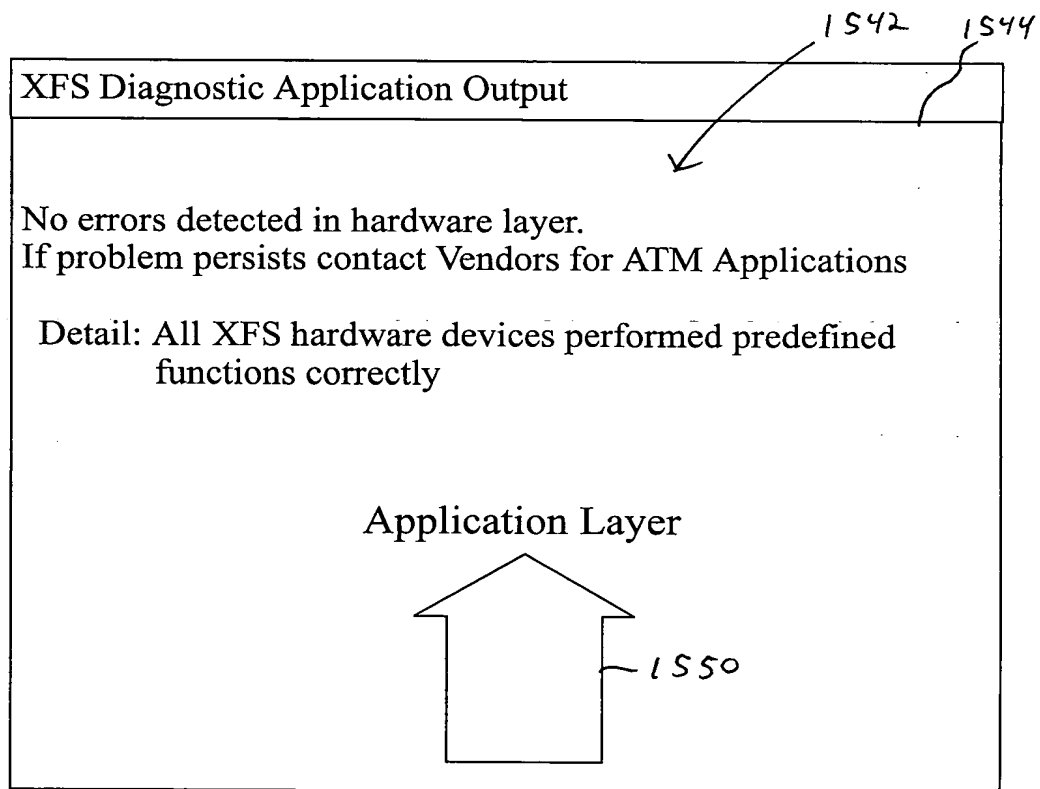 1542 1544
XFS Diagnostic Application Output
No errors detected in hardware layer.
If problem persists contact Vendors for ATM Applications
Detail: All XFS hardware devices performed predefined
functions correctly
Application Layer
1550